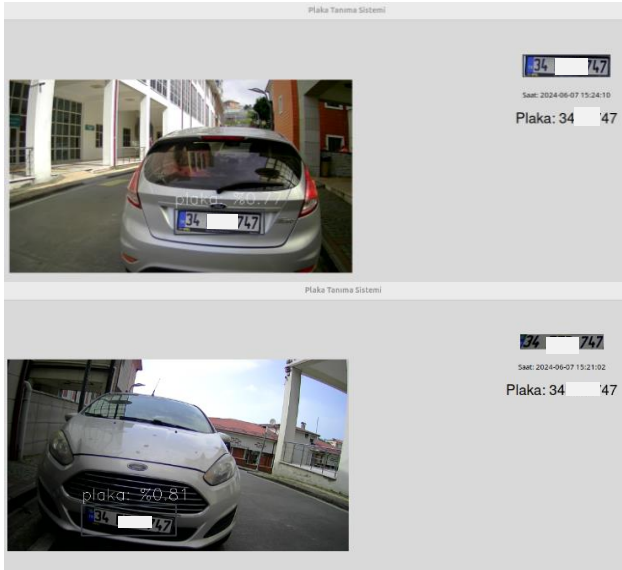 Plaka Tanıma Sistemi
34 747
Saat: 2024-06-07 15:24:10
Plaka: 34 47
plaka: %0.77
34 747
Plaka Tanıma Sistemi
34 747
Saat: 2024-06-07 15:21:02
Plaka: 34 47
plaka: %0.81
34 747